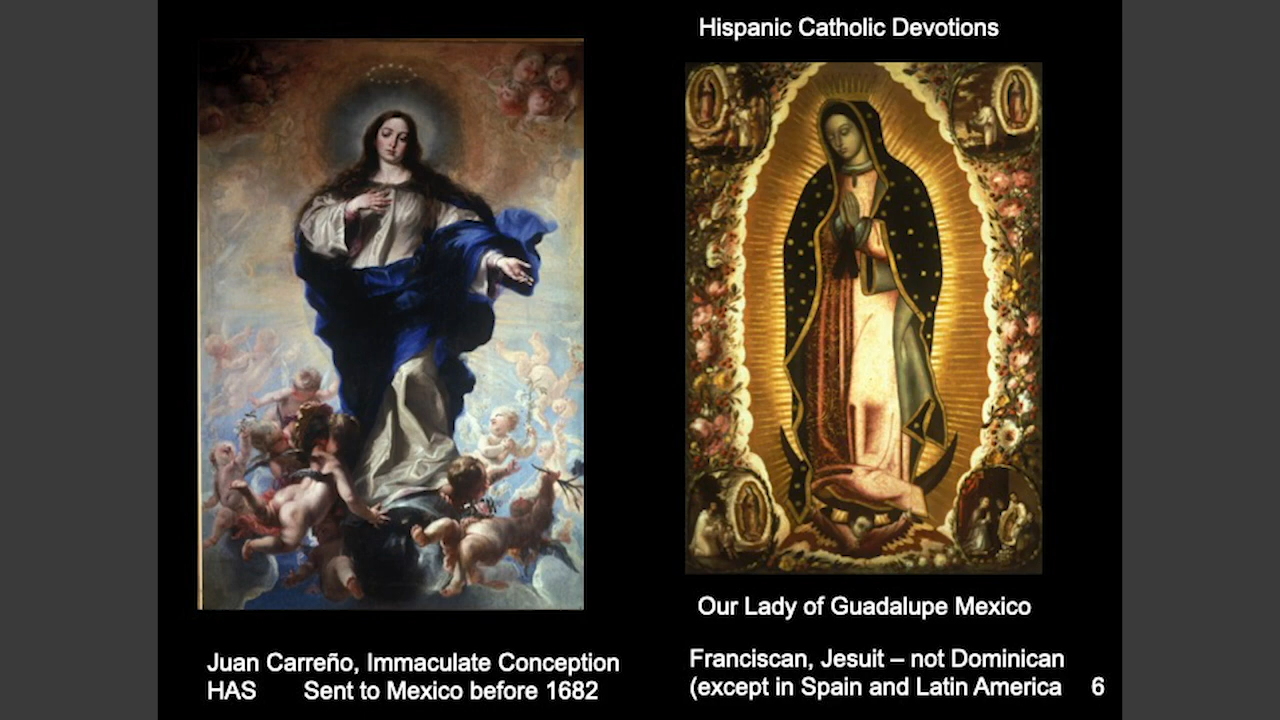 Hispanic Catholic Devotions
Our Lady of Guadalupe Mexico
Juan Carreño, Immaculate Conception
HAS Sent to Mexico before 1682
Franciscan, Jesuit – not Dominican
(except in Spain and Latin America 6